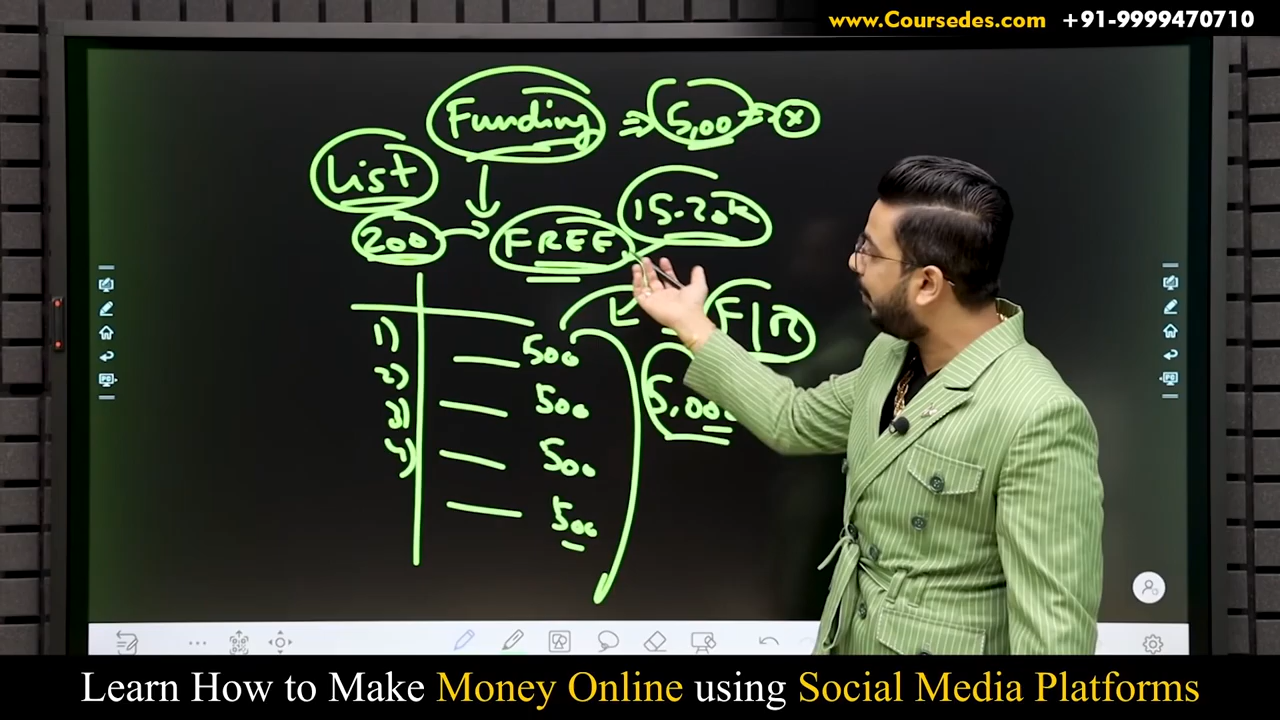 www.Coursedes.com +91-9999470710
Funding ⇒ 5,00 ⇒ x
List
200 → FREE 15-20K
F|R
1) — 500 5,000
2) — 500
3) — 500
4) — 500
Learn How to Make Money Online using Social Media Platforms